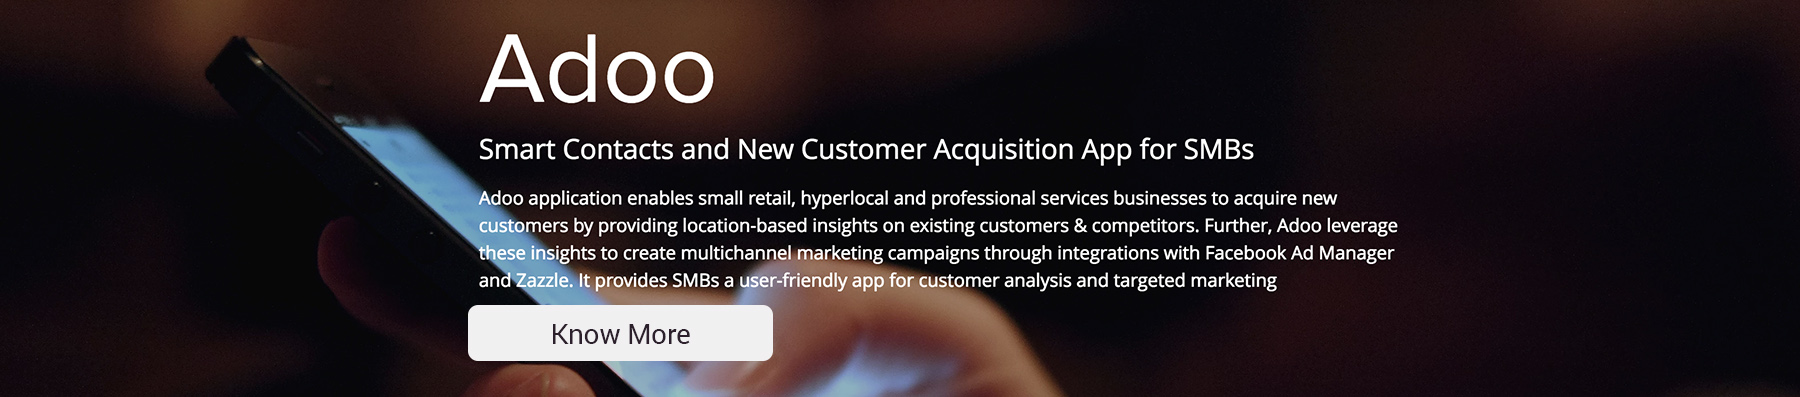 Adoo
Smart Contacts and New Customer Acquisition App for SMBs
Adoo application enables small retail, hyperlocal and professional services businesses to acquire new
customers by providing location-based insights on existing customers & competitors. Further, Adoo leverage
these insights to create multichannel marketing campaigns through integrations with Facebook Ad Manager
and Zazzle. It provides SMBs a user-friendly app for customer analysis and targeted marketing
Know More